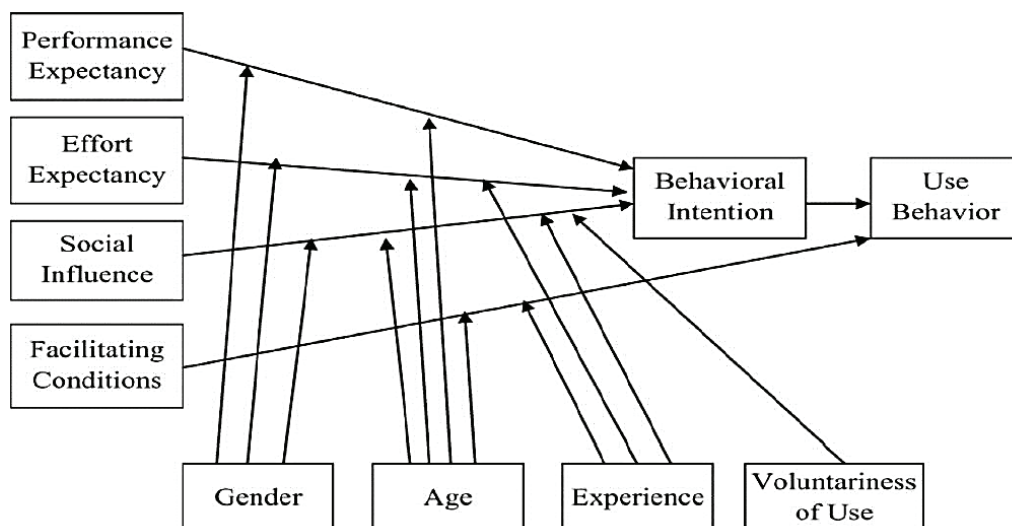 Performance
Expectancy
Effort
Expectancy
Social
Influence
Facilitating
Conditions
Behavioral
Intention
Use
Behavior
Gender
Age
Experience
Voluntariness
of Use